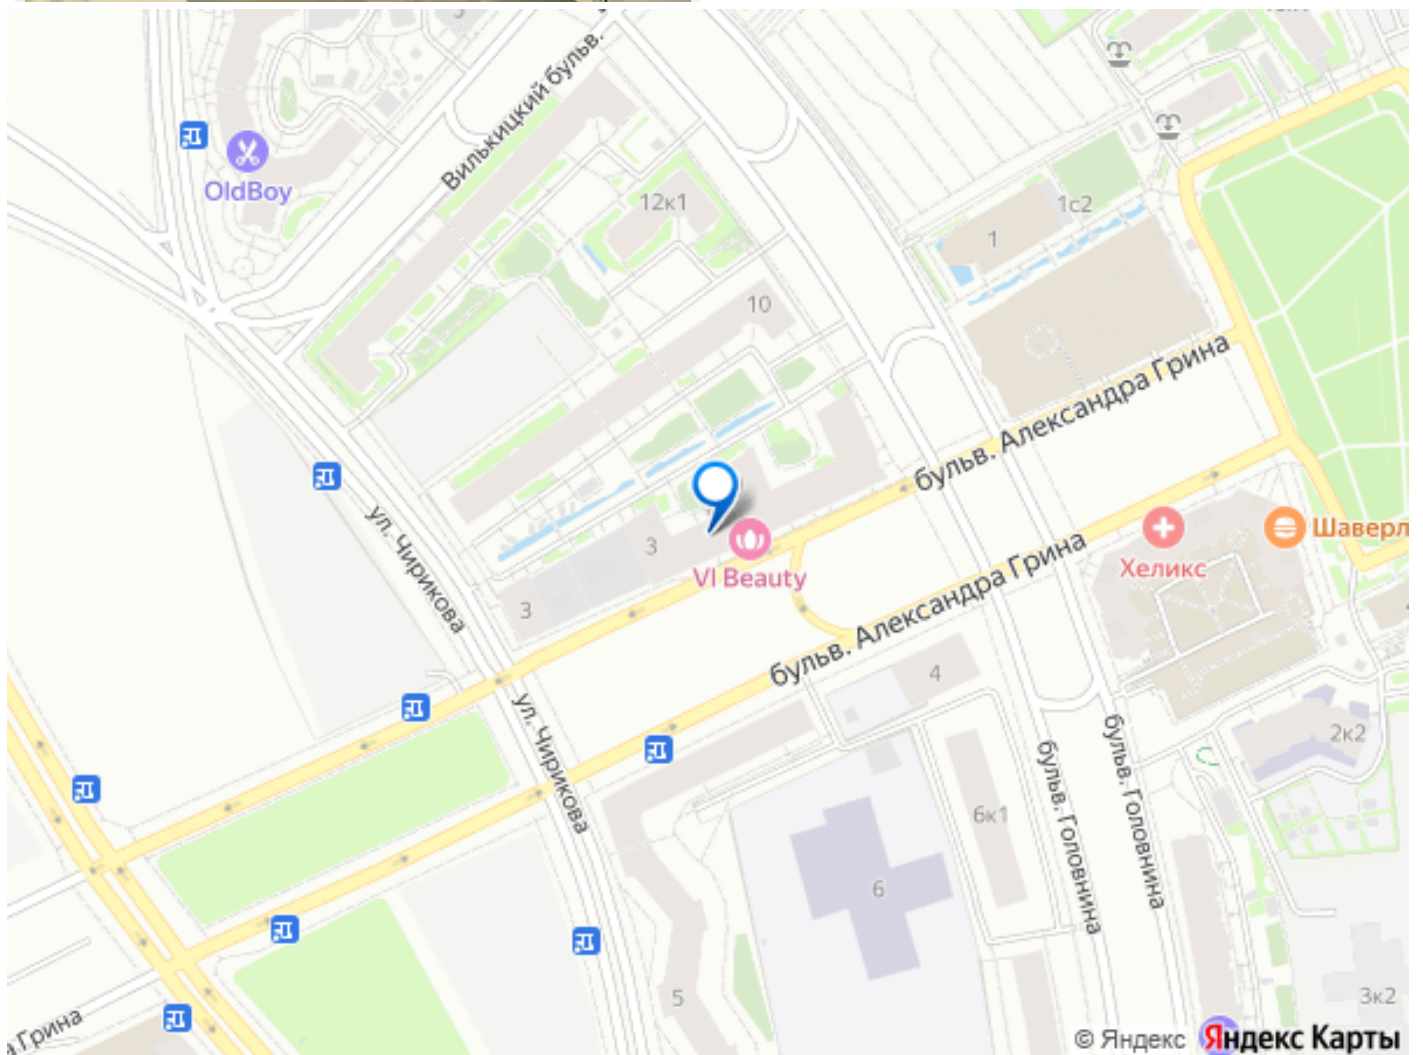 Вилькицкий бульв.
OldBoy
12к1
1с2
1
10
бульв. Александра Грина
ул. Чирикова
3
VI Beauty
3
Хеликс
Шаверл
бульв. Александра Грина
4
ул. Чирикова
2к2
6к1
бульв. Головнина
бульв. Головнина
6
5
3к2
а Грина
© Яндекс
Яндекс Карты